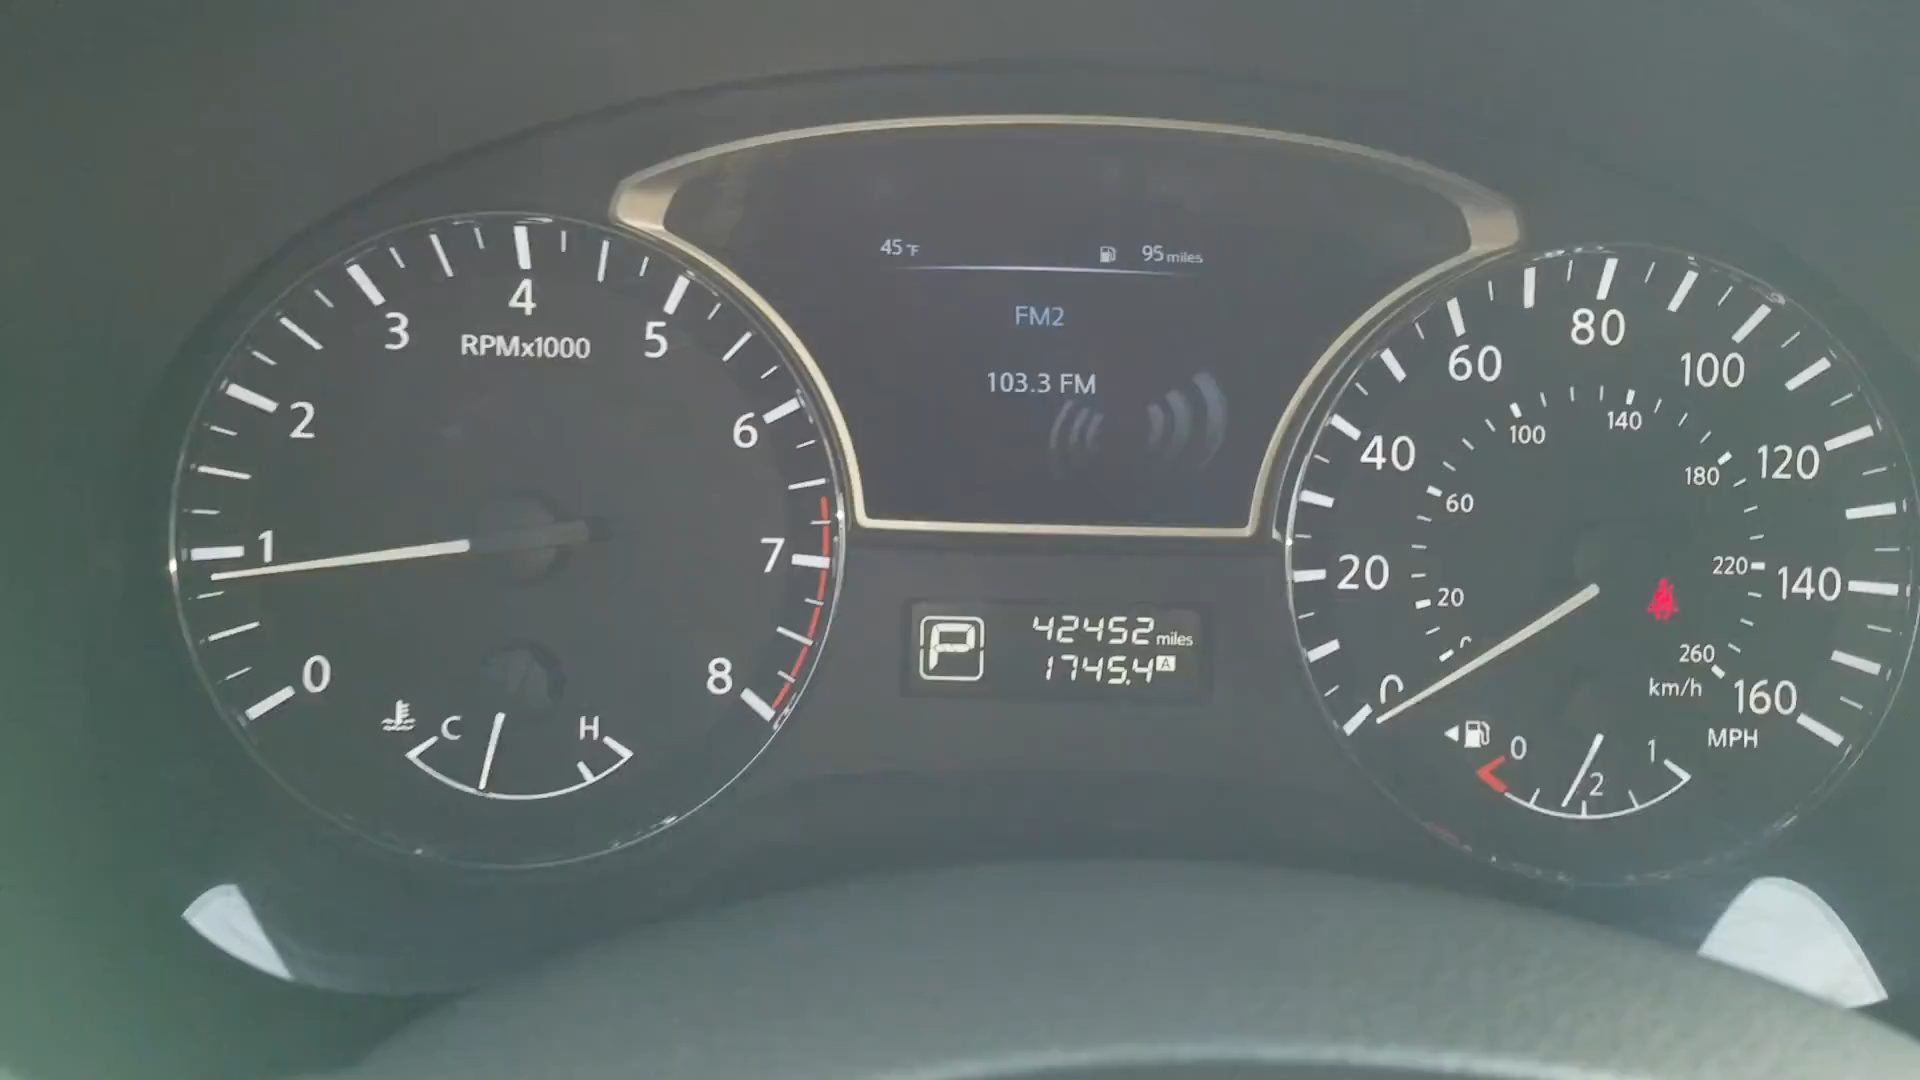 45°F 95 miles
FM2
103.3 FM
0 1 2 3 4 5 6 7 8
RPMx1000
C H
P 42452 miles
1745.4 A
0 20 40 60 80 100 120 140 160
MPH
0 20 60 100 140 180 220 260
km/h
0 1/2 1